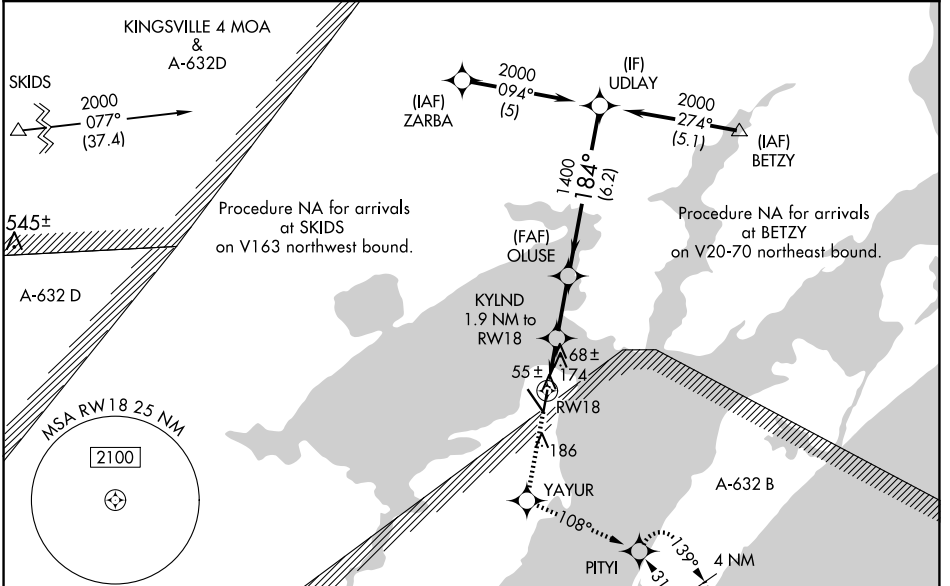 KINGSVILLE 4 MOA
&
A-632D
SKIDS
2000
077°
(37.4)
(IAF)
ZARBA
2000
094°
(5)
(IF)
UDLAY
2000
274°
(5.1)
(IAF)
BETZY
1400
184°
(6.2)
545±
Procedure NA for arrivals
at SKIDS
on V163 northwest bound.
Procedure NA for arrivals
at BETZY
on V20-70 northeast bound.
(FAF)
OLUSE
A-632 D
KYLND
1.9 NM to
RW18
68±
174
55±
RW18
MSA RW18 25 NM
2100
186
YAYUR
A-632 B
108°
PITYI
139°
4 NM